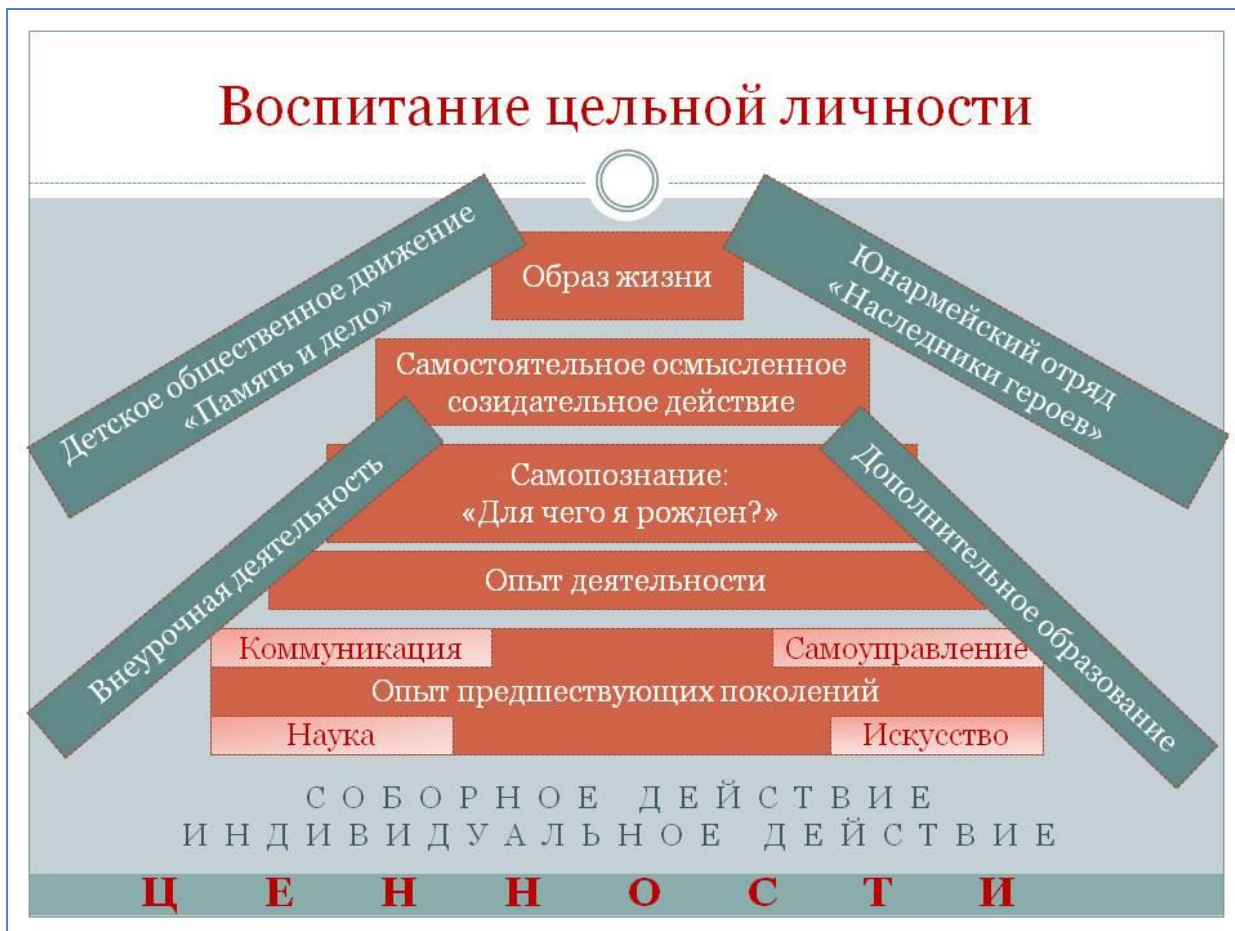 Воспитание цельной личности
Детское общественное движение
«Память и дело»
Образ жизни
Юнармейский отряд
«Наследники героев»
Самостоятельное осмысленное
созидательное действие
Внеурочная деятельность
Самопознание:
«Для чего я рожден?»
Дополнительное образование
Опыт деятельности
Коммуникация
Самоуправление
Опыт предшествующих поколений
Наука
Искусство
СОБОРНОЕ ДЕЙСТВИЕ
ИНДИВИДУАЛЬНОЕ ДЕЙСТВИЕ
ЦЕННОСТИ